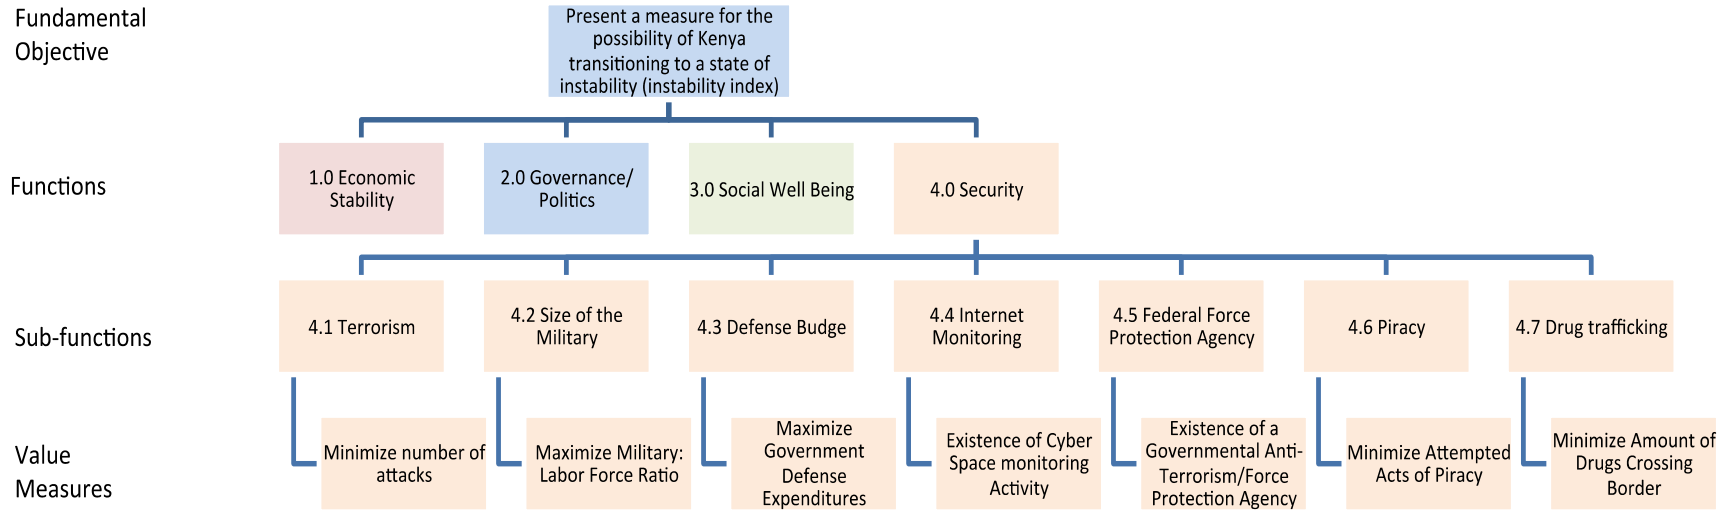 Fundamental
Objective
Present a measure for the
possibility of Kenya
transitioning to a state of
instability (instability index)
Functions
1.0 Economic
Stability
2.0 Governance/
Politics
3.0 Social Well Being
4.0 Security
Sub-functions
4.1 Terrorism
4.2 Size of the
Military
4.3 Defense Budge
4.4 Internet
Monitoring
4.5 Federal Force
Protection Agency
4.6 Piracy
4.7 Drug trafficking
Value
Measures
Minimize number of
attacks
Maximize Military:
Labor Force Ratio
Maximize
Government
Defense
Expenditures
Existence of Cyber
Space monitoring
Activity
Existence of a
Governmental Anti-
Terrorism/Force
Protection Agency
Minimize Attempted
Acts of Piracy
Minimize Amount of
Drugs Crossing
Border